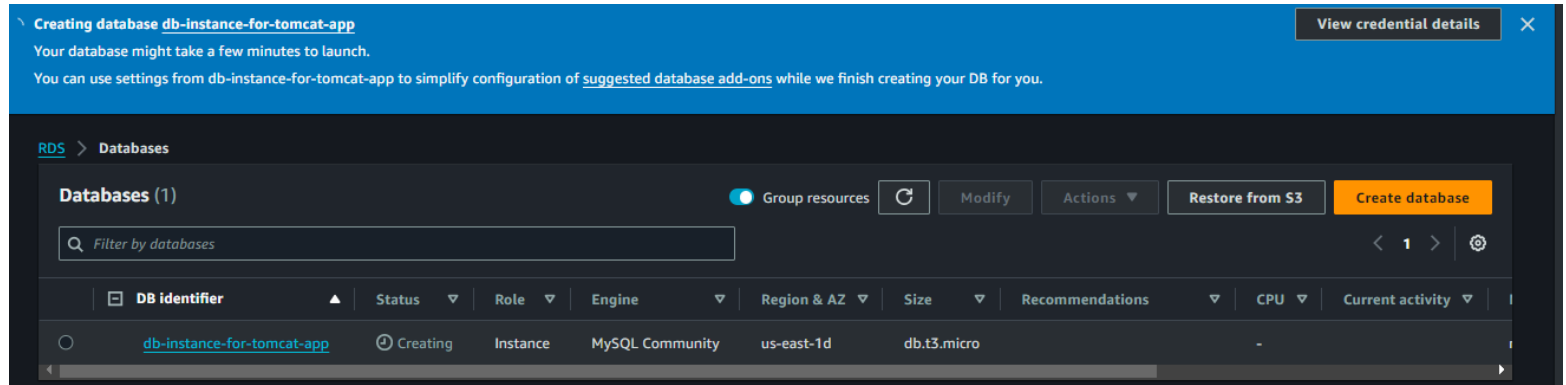 Creating database db-instance-for-tomcat-app
View credential details
Your database might take a few minutes to launch.
You can use settings from db-instance-for-tomcat-app to simplify configuration of suggested database add-ons while we finish creating your DB for you.
RDS > Databases
Databases (1)
Group resources
Modify
Actions
Restore from S3
Create database
Filter by databases
1
DB identifier Status Role Engine Region & AZ Size Recommendations CPU Current activity
db-instance-for-tomcat-app Creating Instance MySQL Community us-east-1d db.t3.micro -